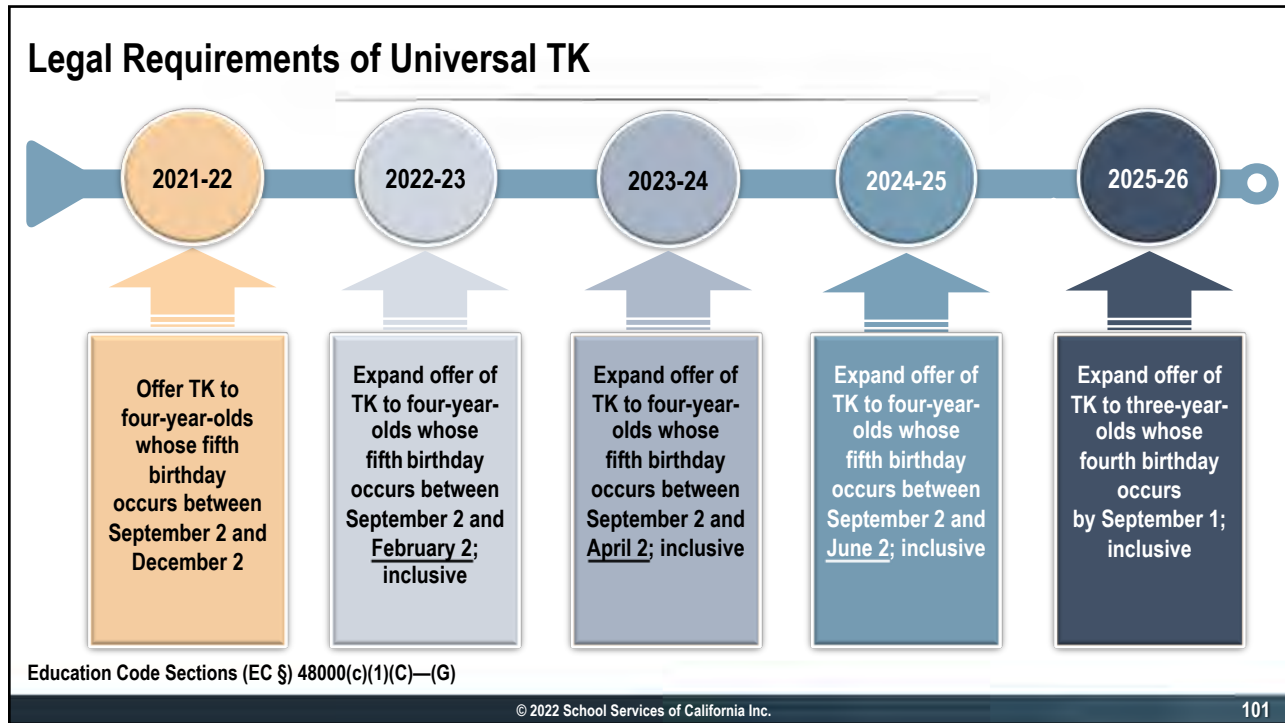 Legal Requirements of Universal TK
2021-22
2022-23
2023-24
2024-25
2025-26
Offer TK to
four-year-olds
whose fifth
birthday
occurs between
September 2 and
December 2
Expand offer of
TK to four-year-
olds whose
fifth birthday
occurs between
September 2 and
February 2;
inclusive
Expand offer of
TK to four-year-
olds whose
fifth birthday
occurs between
September 2 and
April 2; inclusive
Expand offer of
TK to four-year-
olds whose
fifth birthday
occurs between
September 2 and
June 2; inclusive
Expand offer of
TK to three-year-
olds whose
fourth birthday
occurs
by September 1;
inclusive
Education Code Sections (EC §) 48000(c)(1)(C)—(G)
© 2022 School Services of California Inc.
101